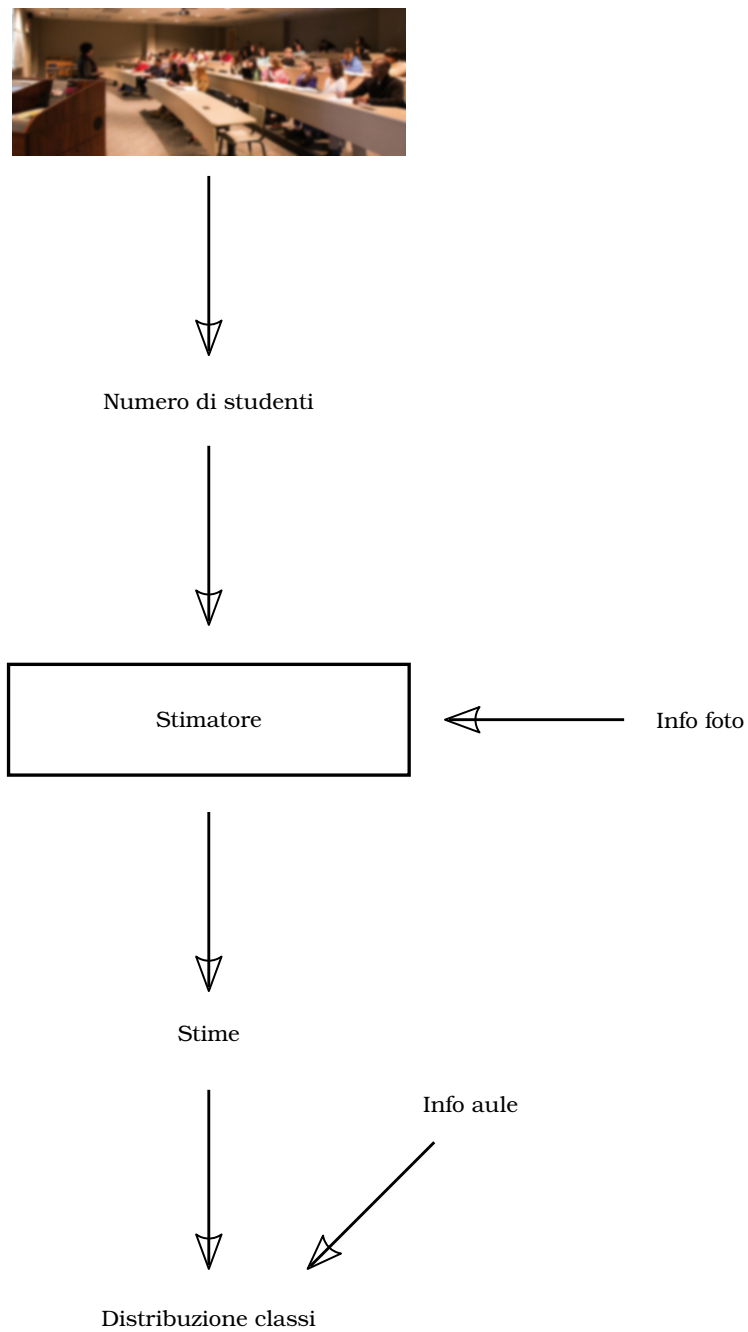 Numero di studenti
Stimatore
Info foto
Stime
Info aule
Distribuzione classi